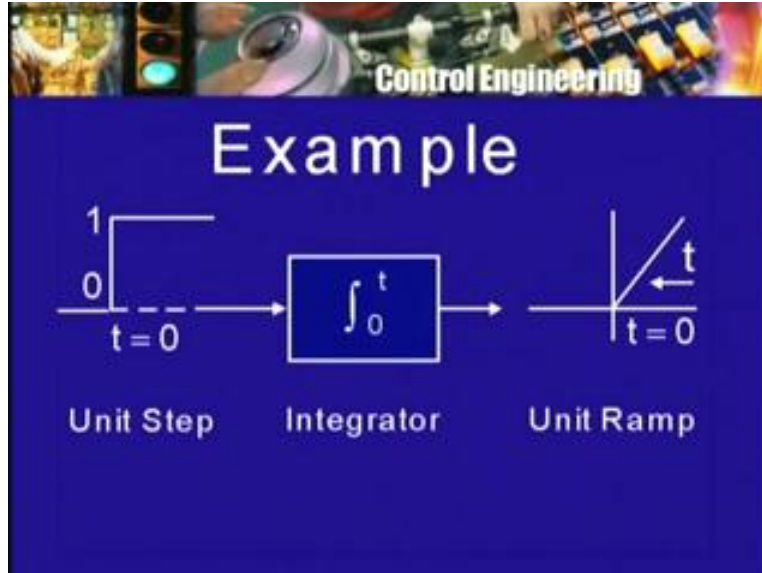 Control Engineering
Example
1
0
t = 0
∫₀ᵗ
t
t = 0
Unit Step
Integrator
Unit Ramp